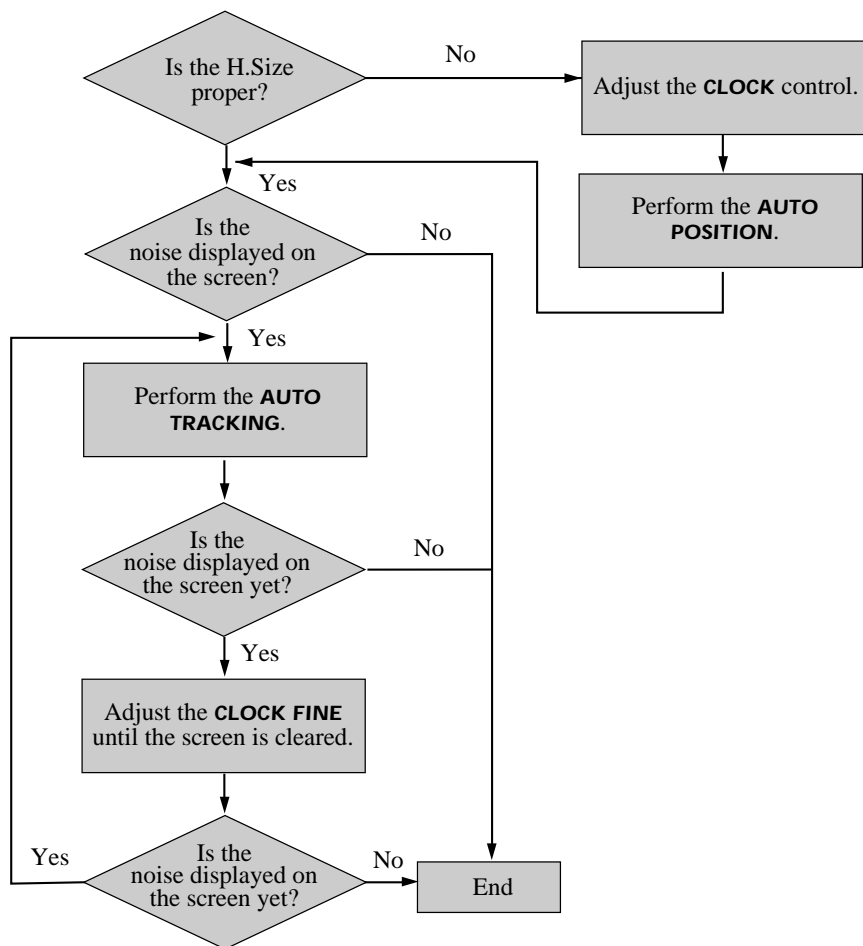 Is the H.Size
proper?
No
Adjust the CLOCK control.
Yes
Perform the AUTO
POSITION.
Is the
noise displayed on
the screen?
No
Yes
Perform the AUTO
TRACKING.
Is the
noise displayed on
the screen yet?
No
Yes
Adjust the CLOCK FINE
until the screen is cleared.
Yes
Is the
noise displayed on
the screen yet?
No
End